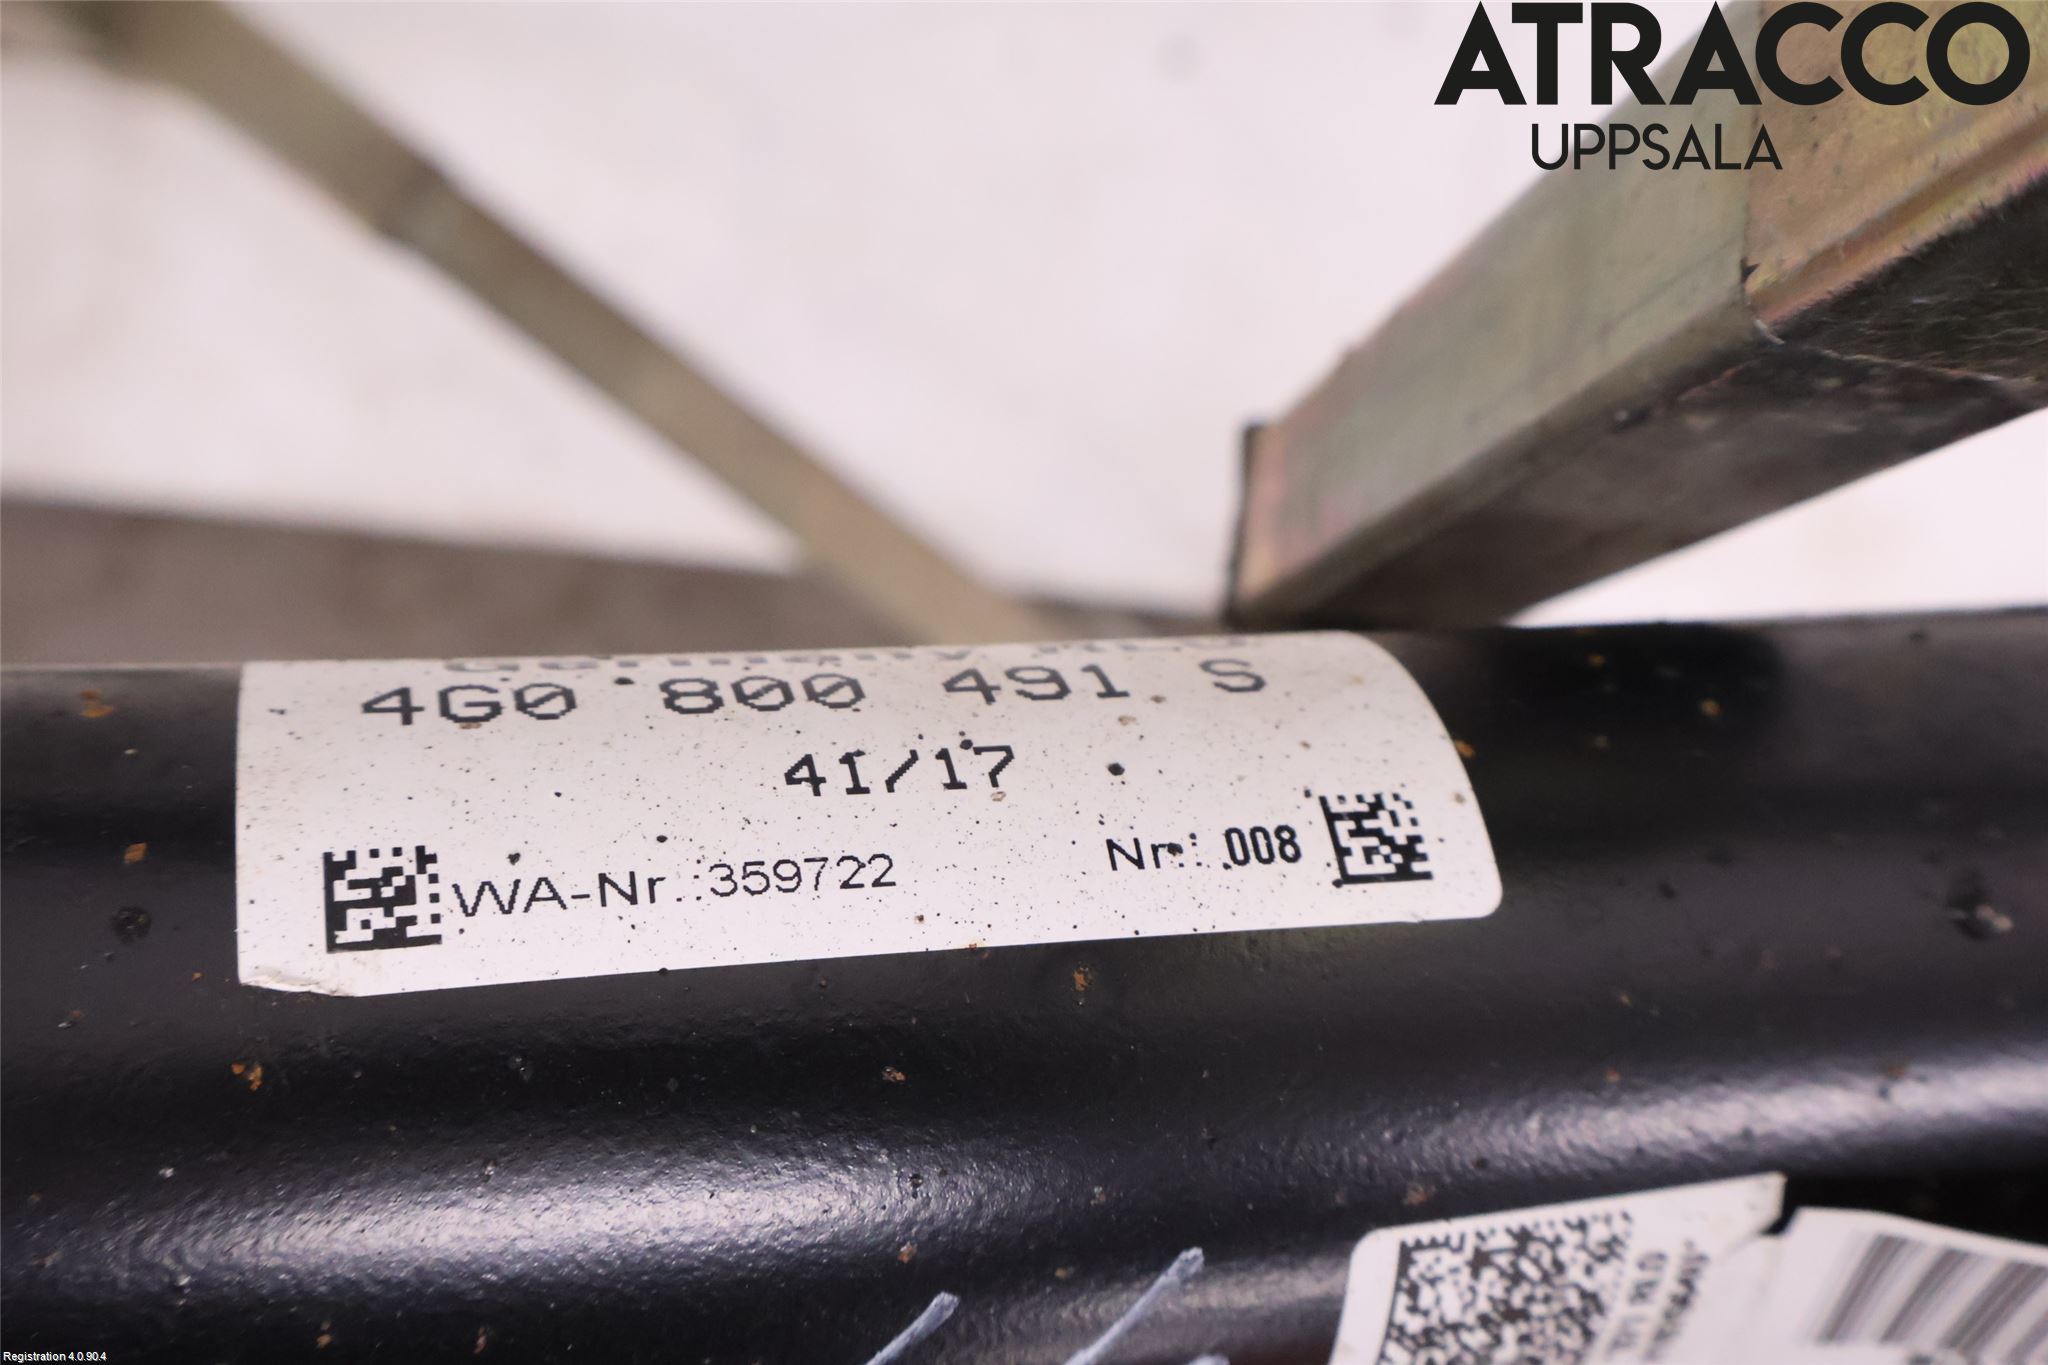 ATRACCO
UPPSALA
4G0 800 491 S
41/17
WA-Nr.:359722 Nr.: 008
Registration 4.0.90.4